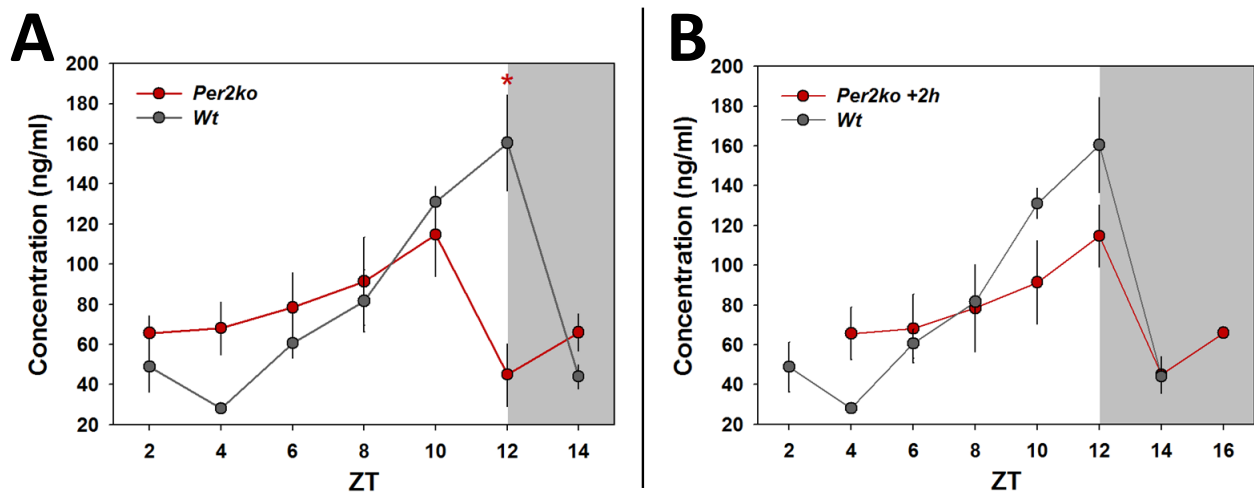 A
Concentration (ng/ml)
200
180
160
140
120
100
80
60
40
20
Per2ko
Wt
*
2 4 6 8 10 12 14
ZT
B
Concentration (ng/ml)
200
180
160
140
120
100
80
60
40
20
Per2ko +2h
Wt
2 4 6 8 10 12 14 16
ZT